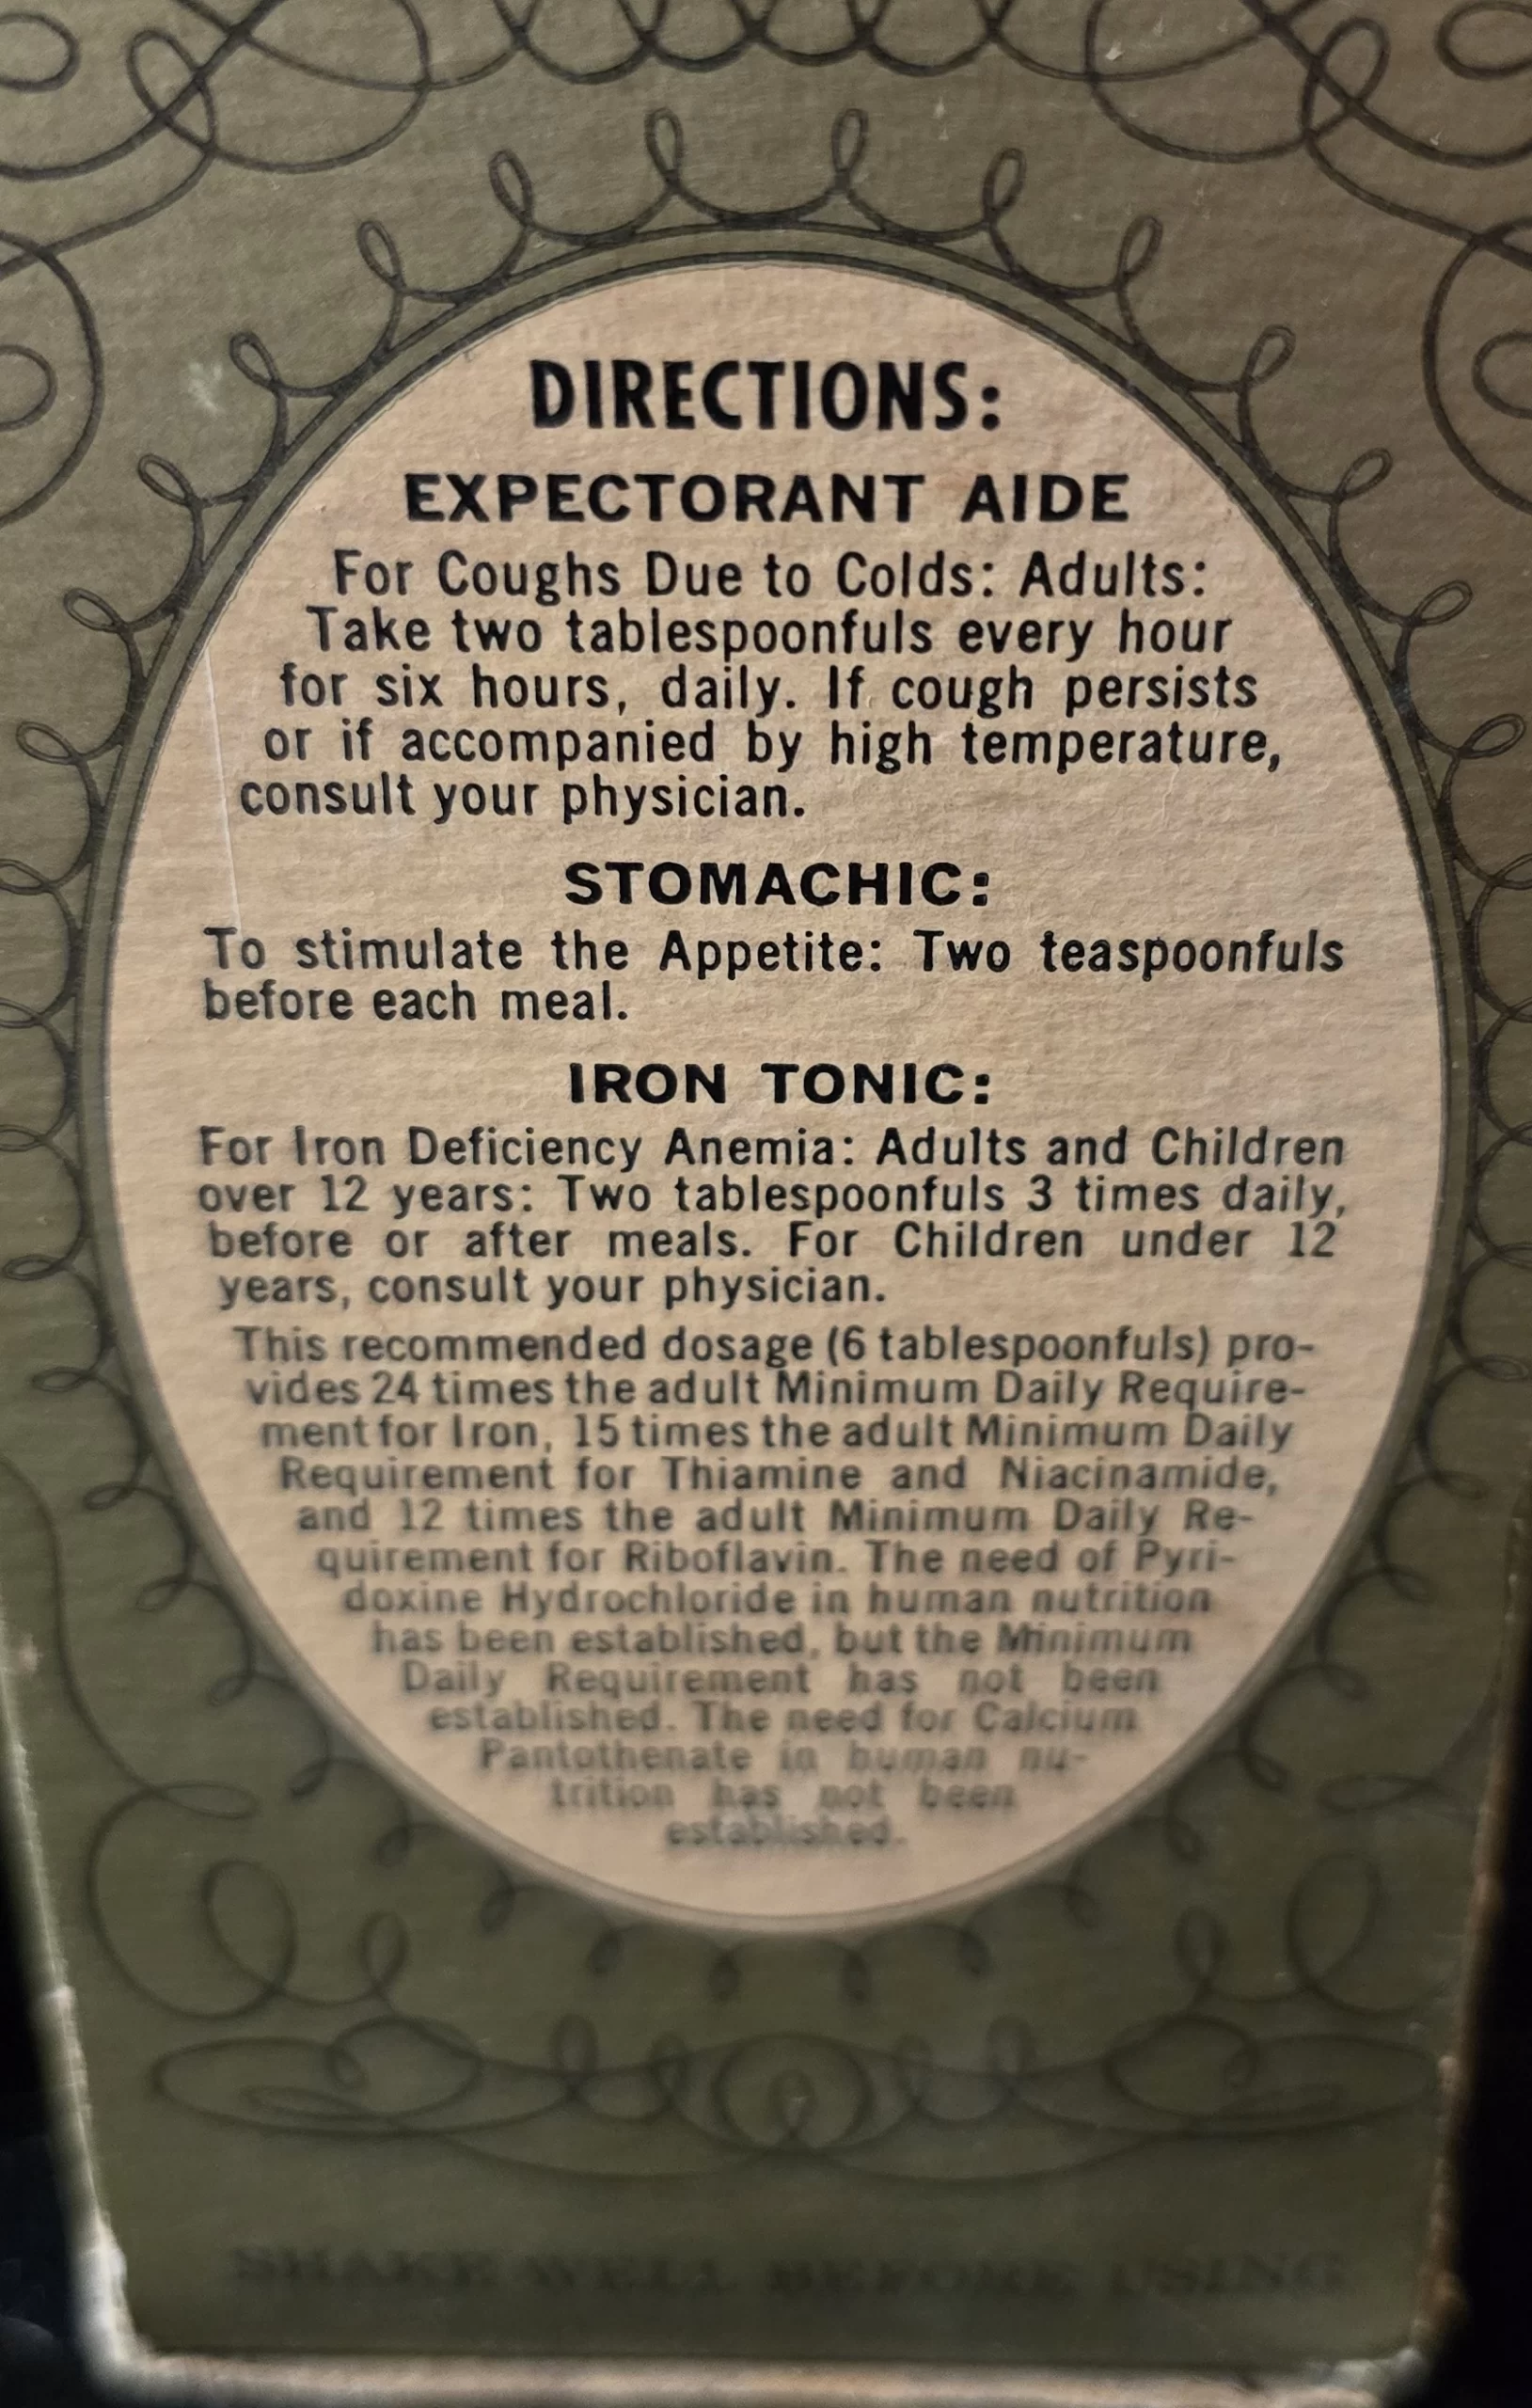 DIRECTIONS:
EXPECTORANT AIDE
For Coughs Due to Colds: Adults:
Take two tablespoonfuls every hour
for six hours, daily. If cough persists
or if accompanied by high temperature,
consult your physician.
STOMACHIC:
To stimulate the Appetite: Two teaspoonfuls
before each meal.
IRON TONIC:
For Iron Deficiency Anemia: Adults and Children
over 12 years: Two tablespoonfuls 3 times daily,
before or after meals. For Children under 12
years, consult your physician.
This recommended dosage (6 tablespoonfuls) pro-
vides 24 times the adult Minimum Daily Require-
ment for Iron, 15 times the adult Minimum Daily
Requirement for Thiamine and Niacinamide,
and 12 times the adult Minimum Daily Re-
quirement for Riboflavin. The need of Pyri-
doxine Hydrochloride in human nutrition
has been established, but the Minimum
Daily Requirement has not been
established. The need for Calcium
Pantothenate in human nu-
trition has not been
established.
SHAKE WELL BEFORE USING